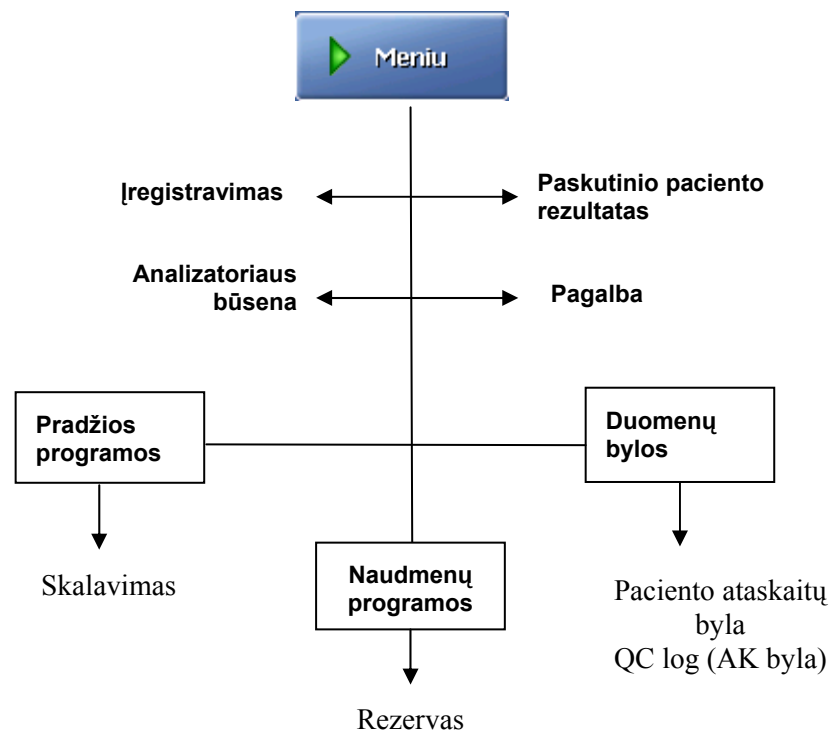 Meniu
Įregistravimas
Paskutinio paciento
rezultatas
Analizatoriaus
būsena
Pagalba
Pradžios
programos
Duomenų
bylos
Skalavimas
Naudmenų
programos
Paciento ataskaitų
byla
QC log (AK byla)
Rezervas